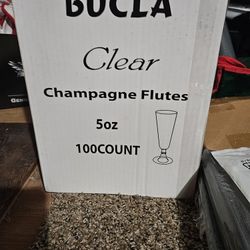 BUCLA
Clear
Champagne Flutes
5oz
100COUNT